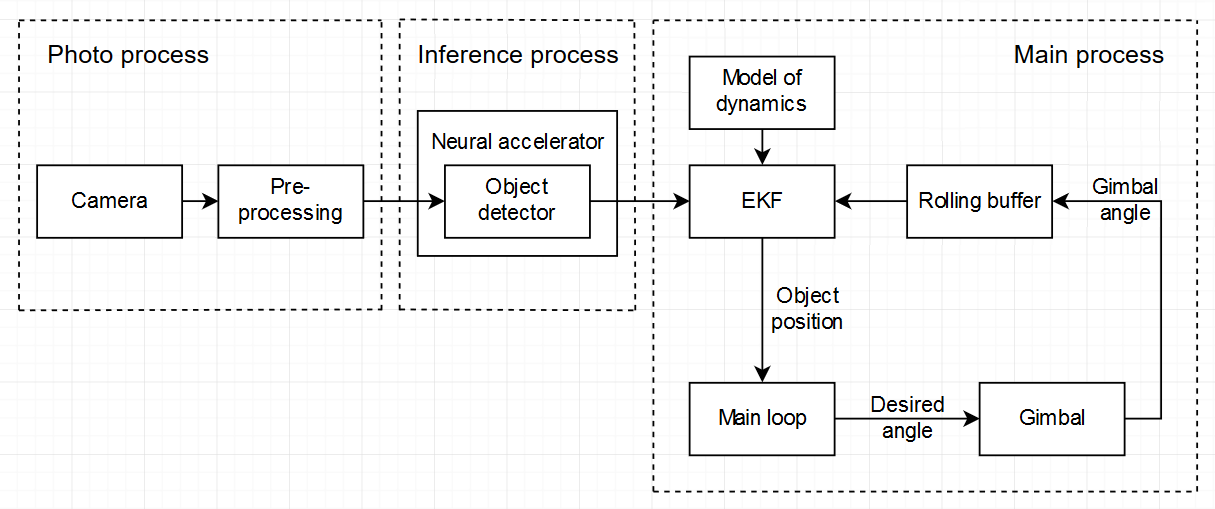 Photo process
Inference process
Main process
Model of
dynamics
Neural accelerator
Camera
Pre-
processing
Object
detector
EKF
Rolling buffer
Gimbal
angle
Object
position
Main loop
Desired
angle
Gimbal